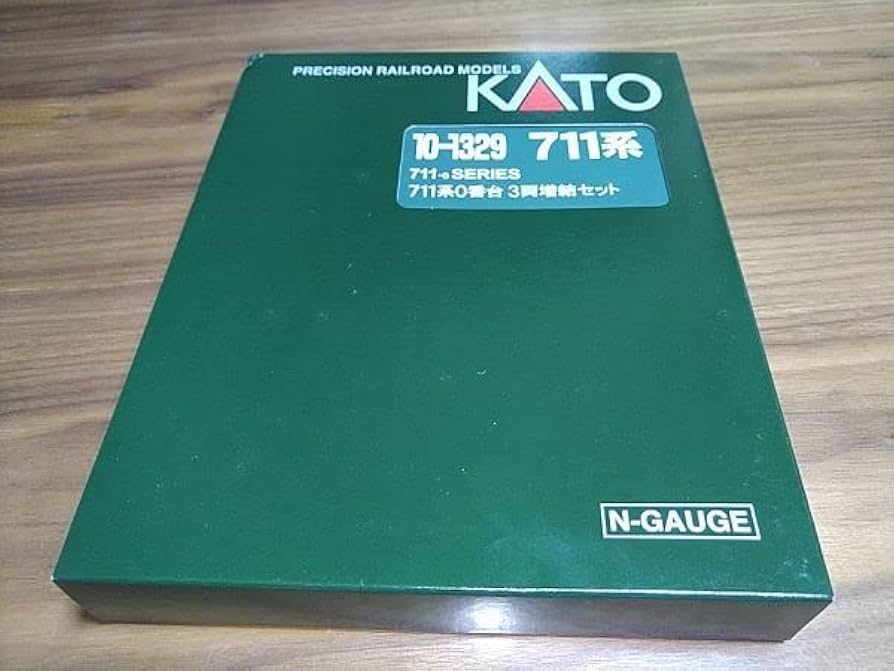 PRECISION RAILROAD MODELS
KATO
10-1329 711系
711-0 SERIES
711系0番台 3両増結セット
N-GAUGE